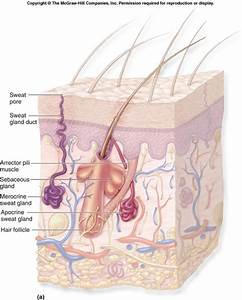 Copyright © The McGraw-Hill Companies, Inc. Permission required for reproduction or display.
Sweat
pore
Sweat
gland duct
Arrector pili
muscle
Sebaceous
gland
Merocrine
sweat gland
Apocrine
sweat gland
Hair follicle
(a)